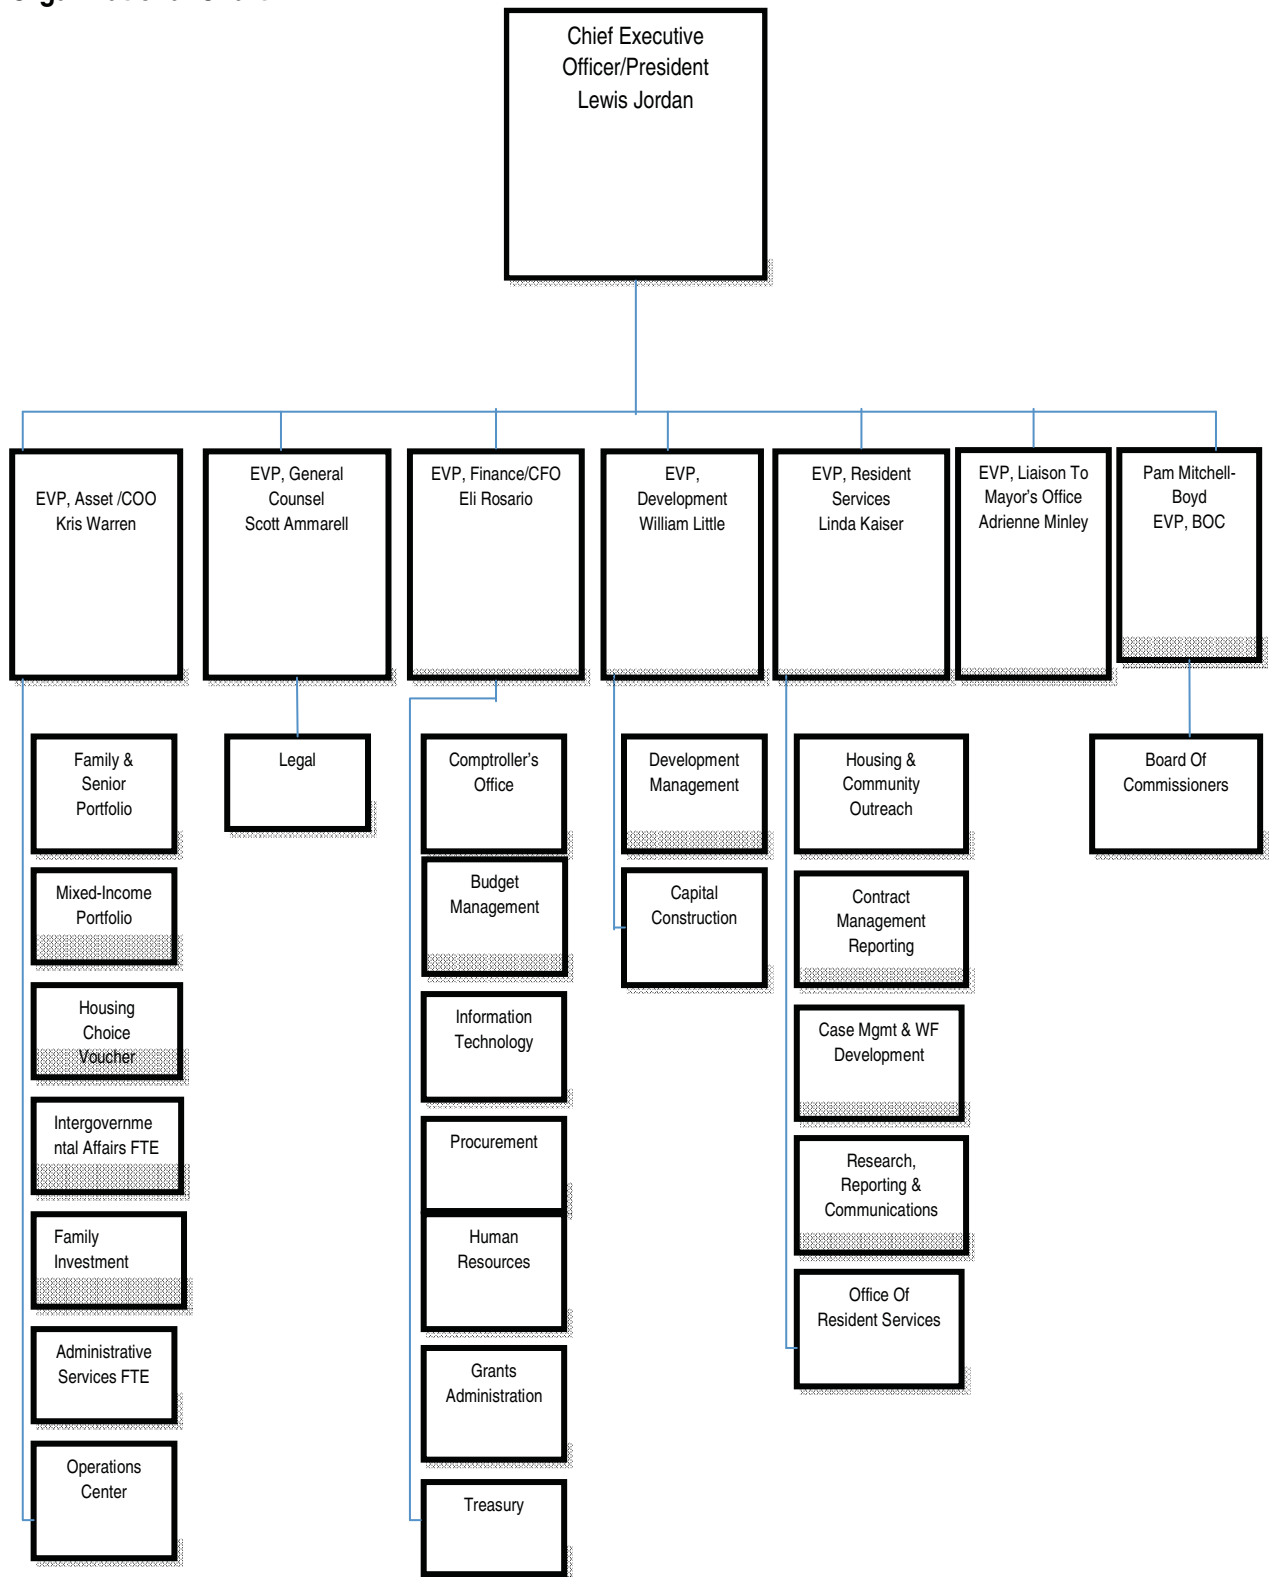 Chief Executive
Officer/President
Lewis Jordan
EVP, Asset /COO
Kris Warren
EVP, General
Counsel
Scott Ammarell
EVP, Finance/CFO
Eli Rosario
EVP,
Development
William Little
EVP, Resident
Services
Linda Kaiser
EVP, Liaison To
Mayor's Office
Adrienne Minley
Pam Mitchell-
Boyd
EVP, BOC
Family &
Senior
Portfolio
Mixed-Income
Portfolio
Housing
Choice
Voucher
Intergovernme
ntal Affairs FTE
Family
Investment
Administrative
Services FTE
Operations
Center
Legal
Comptroller's
Office
Budget
Management
Information
Technology
Procurement
Human
Resources
Grants
Administration
Treasury
Development
Management
Capital
Construction
Housing &
Community
Outreach
Contract
Management
Reporting
Case Mgmt & WF
Development
Research,
Reporting &
Communications
Office Of
Resident Services
Board Of
Commissioners